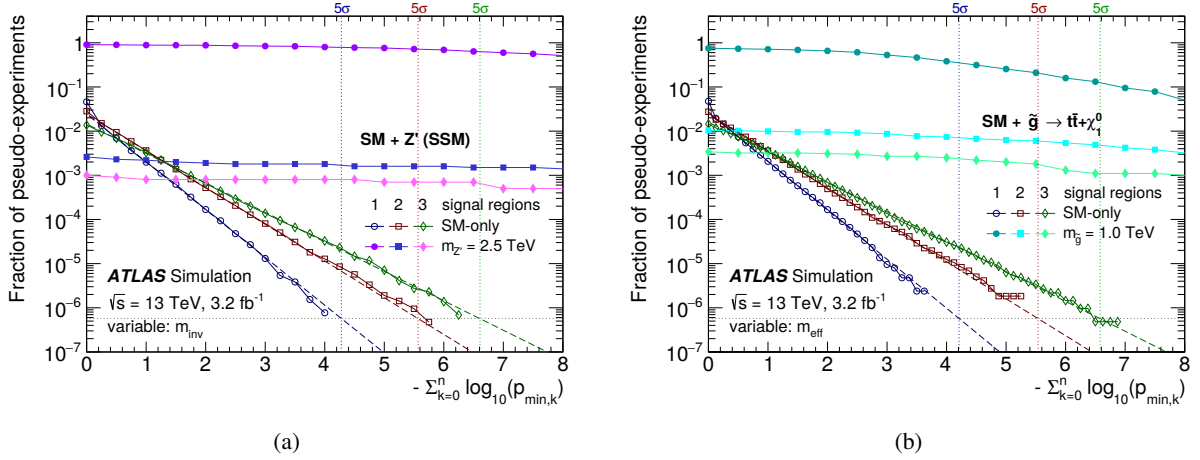 5σ 5σ 5σ
1
10⁻¹
10⁻²
10⁻³
10⁻⁴
10⁻⁵
10⁻⁶
10⁻⁷
Fraction of pseudo-experiments
SM + Z' (SSM)
1 2 3 signal regions
SM-only
m_Z' = 2.5 TeV
ATLAS Simulation
√s = 13 TeV, 3.2 fb⁻¹
variable: m_inv
0 1 2 3 4 5 6 7 8
- Σⁿ_k=0 log₁₀(p_min,k)
(a)
5σ 5σ 5σ
1
10⁻¹
10⁻²
10⁻³
10⁻⁴
10⁻⁵
10⁻⁶
10⁻⁷
Fraction of pseudo-experiments
SM + g̃ → tt̄+χ⁰₁
1 2 3 signal regions
SM-only
m_g̃ = 1.0 TeV
ATLAS Simulation
√s = 13 TeV, 3.2 fb⁻¹
variable: m_eff
0 1 2 3 4 5 6 7 8
- Σⁿ_k=0 log₁₀(p_min,k)
(b)